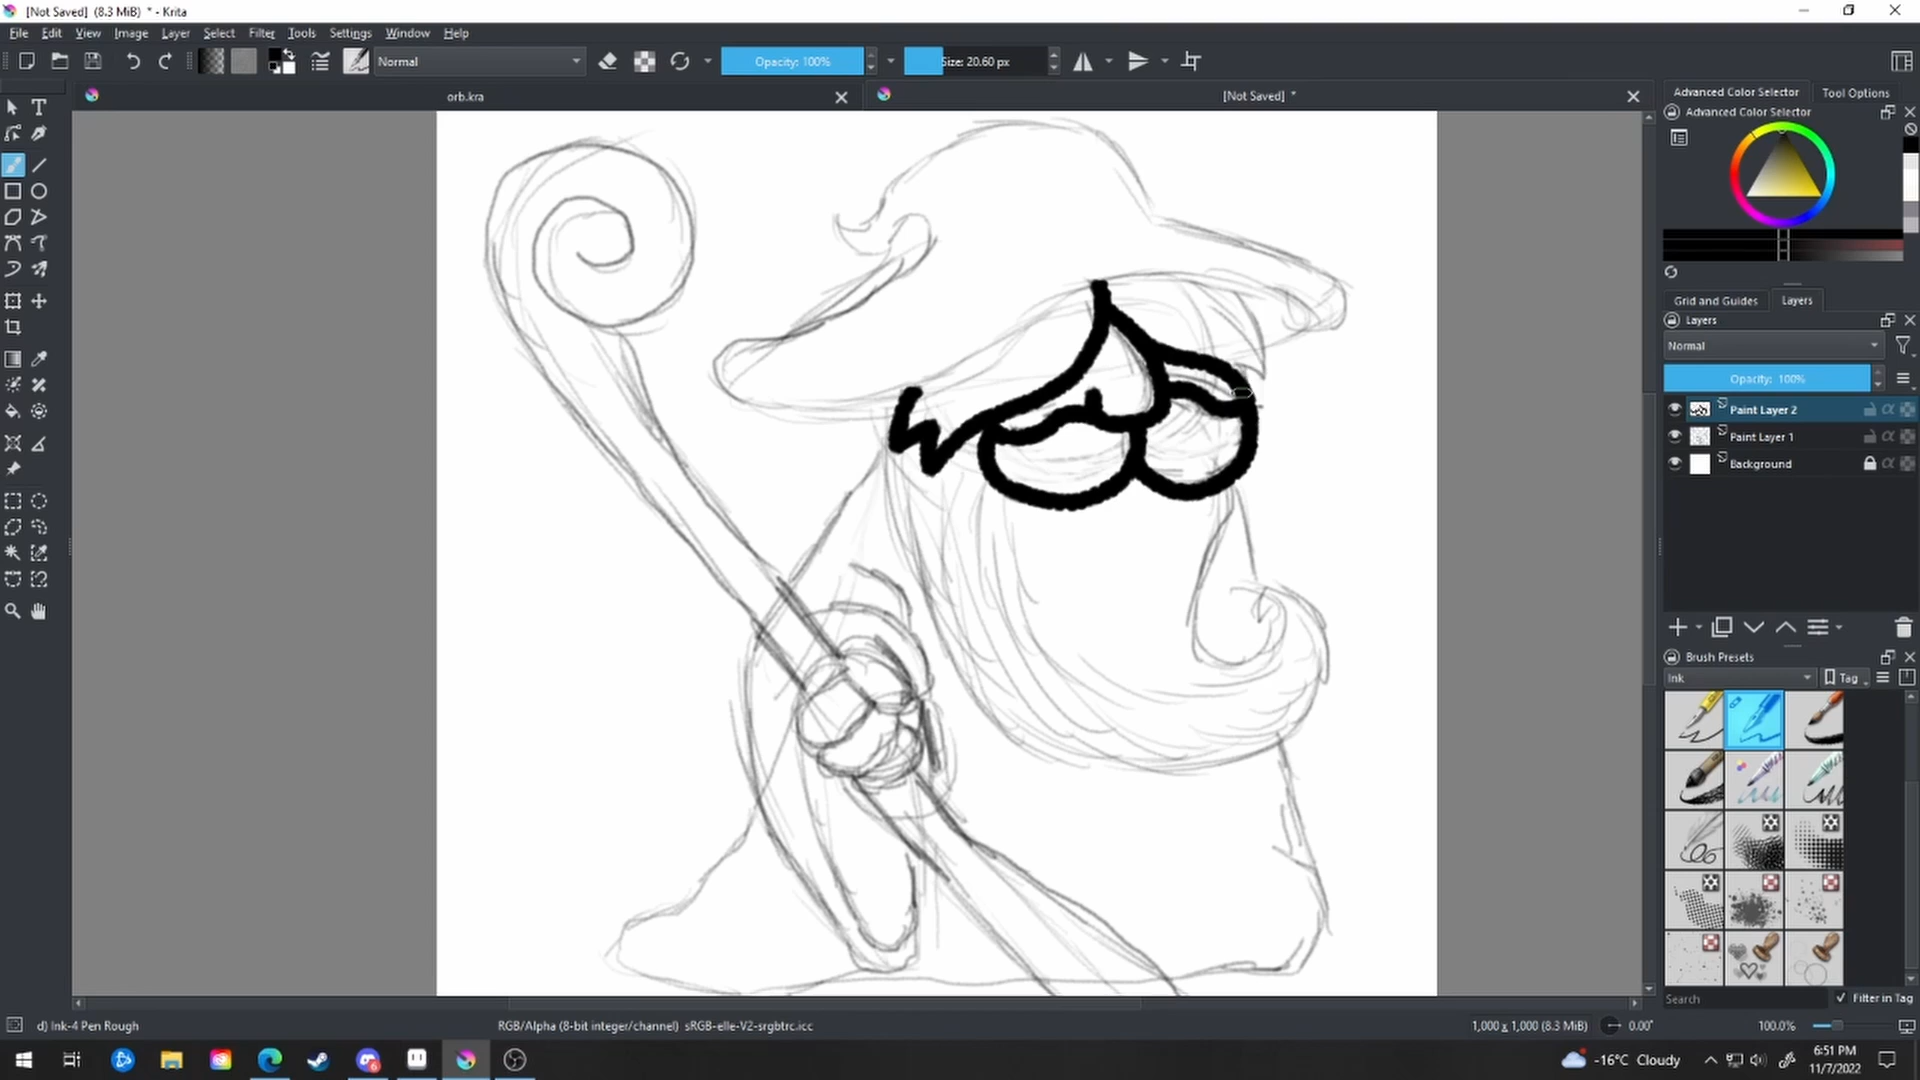 [Not Saved] (8.3 MiB) * - Krita
File Edit View Image Layer Select Filter Tools Settings Window Help
Normal
Opacity: 100%
Size: 20.60 px
orb.kra
[Not Saved] *
Advanced Color Selector
Tool Options
Advanced Color Selector
Grid and Guides
Layers
Layers
Normal
Opacity: 100%
Paint Layer 2
Paint Layer 1
Background
Brush Presets
Ink
Tag
Search
Filter in Tag
d) Ink-4 Pen Rough
RGB/Alpha (8-bit integer/channel) sRGB-elle-V2-srgbtrc.icc
1,000 x 1,000 (8.3 MiB)
0.00°
100.0%
-16°C Cloudy
6:51 PM
11/7/2022